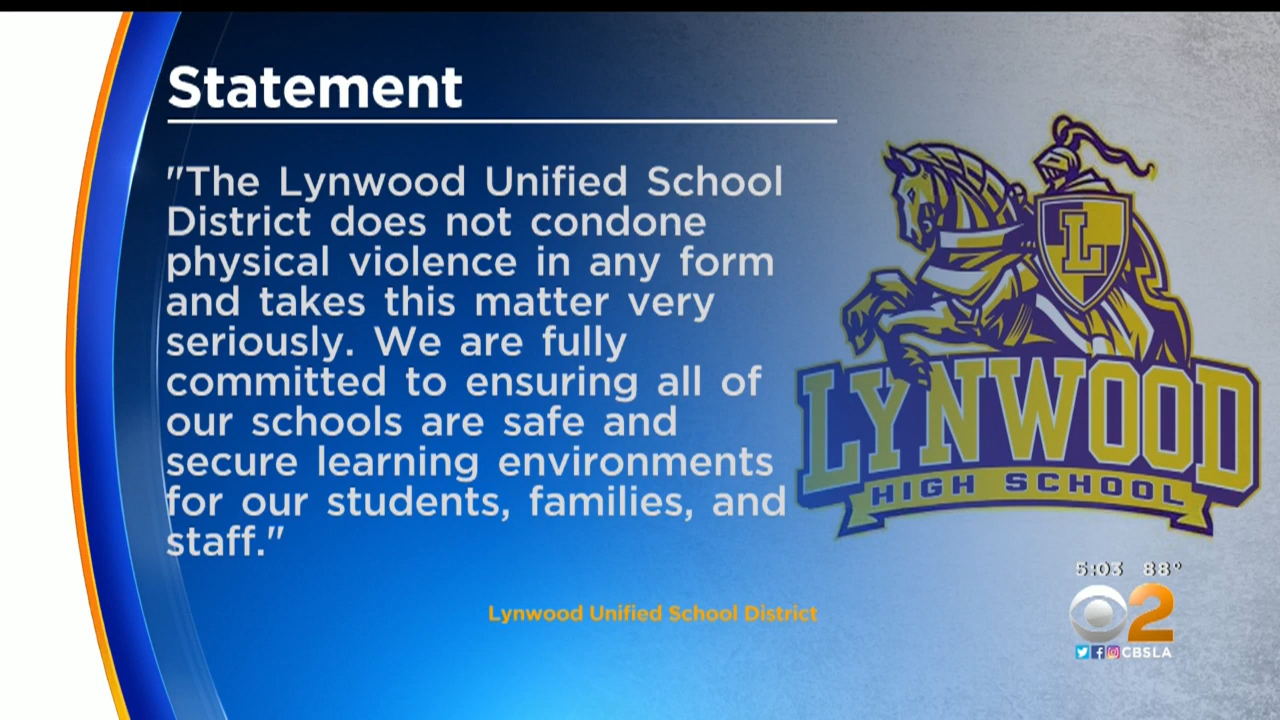 Statement
"The Lynwood Unified School
District does not condone
physical violence in any form
and takes this matter very
seriously. We are fully
committed to ensuring all of
our schools are safe and
secure learning environments
for our students, families, and
staff."
Lynwood Unified School District
L
LYNWOOD
HIGH SCHOOL
5:03 88°
2
CBSLA